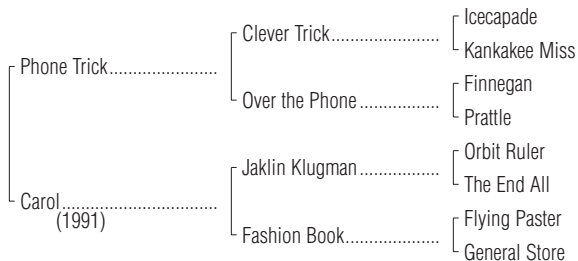 Icecapade
Clever Trick....................
Kankakee Miss
Phone Trick....................
Finnegan
Over the Phone ..................
Prattle
Orbit Ruler
Jaklin Klugman ..................
The End All
Carol.............................
(1991)
Flying Paster
Fashion Book.....................
General Store